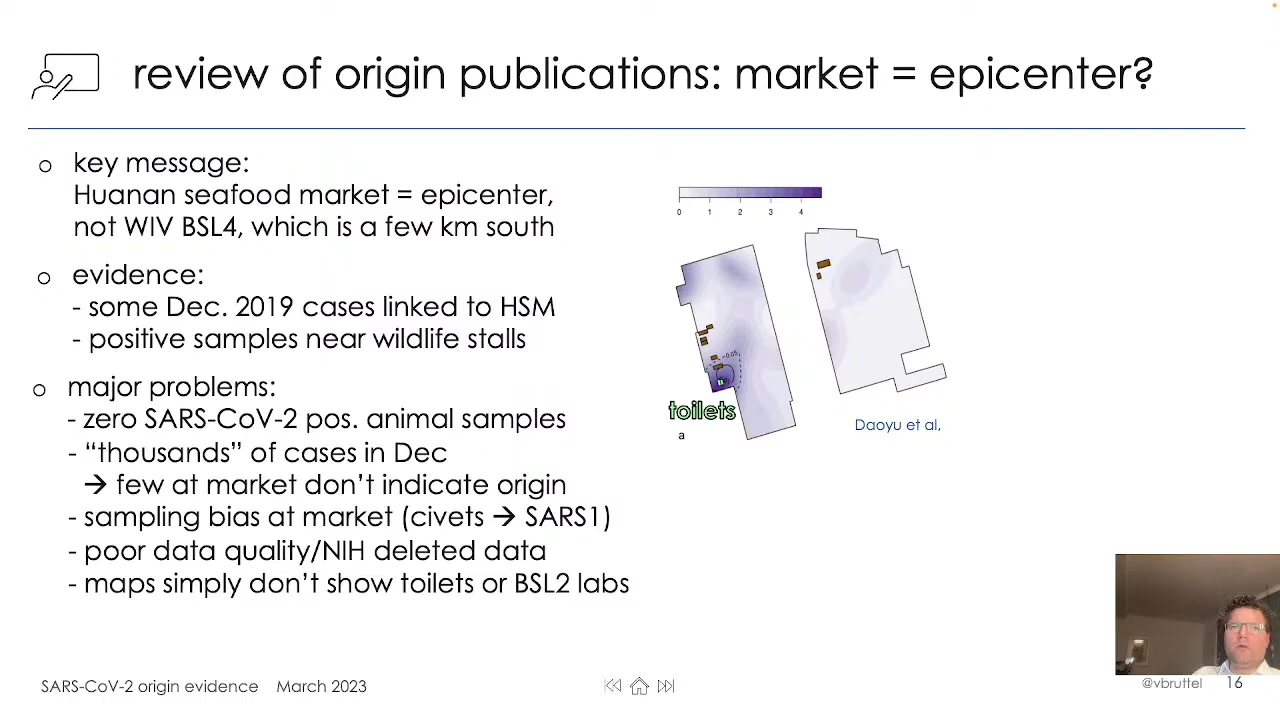 review of origin publications: market = epicenter?
o key message:
Huanan seafood market = epicenter,
not WIV BSL4, which is a few km south
o evidence:
- some Dec. 2019 cases linked to HSM
- positive samples near wildlife stalls
o major problems:
- zero SARS-CoV-2 pos. animal samples
- “thousands” of cases in Dec
→ few at market don’t indicate origin
- sampling bias at market (civets → SARS1)
- poor data quality/NIH deleted data
- maps simply don’t show toilets or BSL2 labs
0 1 2 3 4
toilets
a
Daoyu et al,
SARS-CoV-2 origin evidence March 2023
@vbruttel 16